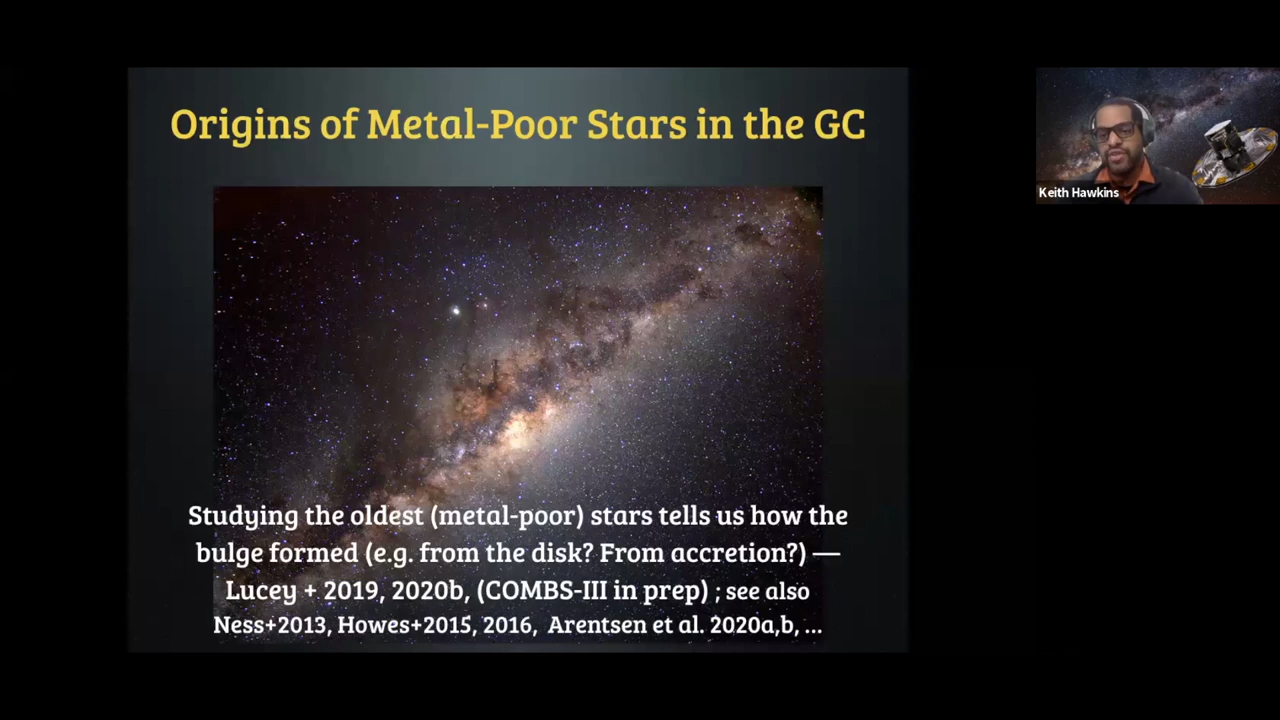 Origins of Metal-Poor Stars in the GC
Studying the oldest (metal-poor) stars tells us how the
bulge formed (e.g. from the disk? From accretion?) —
Lucey + 2019, 2020b, (COMBS-III in prep) ; see also
Ness+2013, Howes+2015, 2016, Arentsen et al. 2020a,b, ...
Keith Hawkins